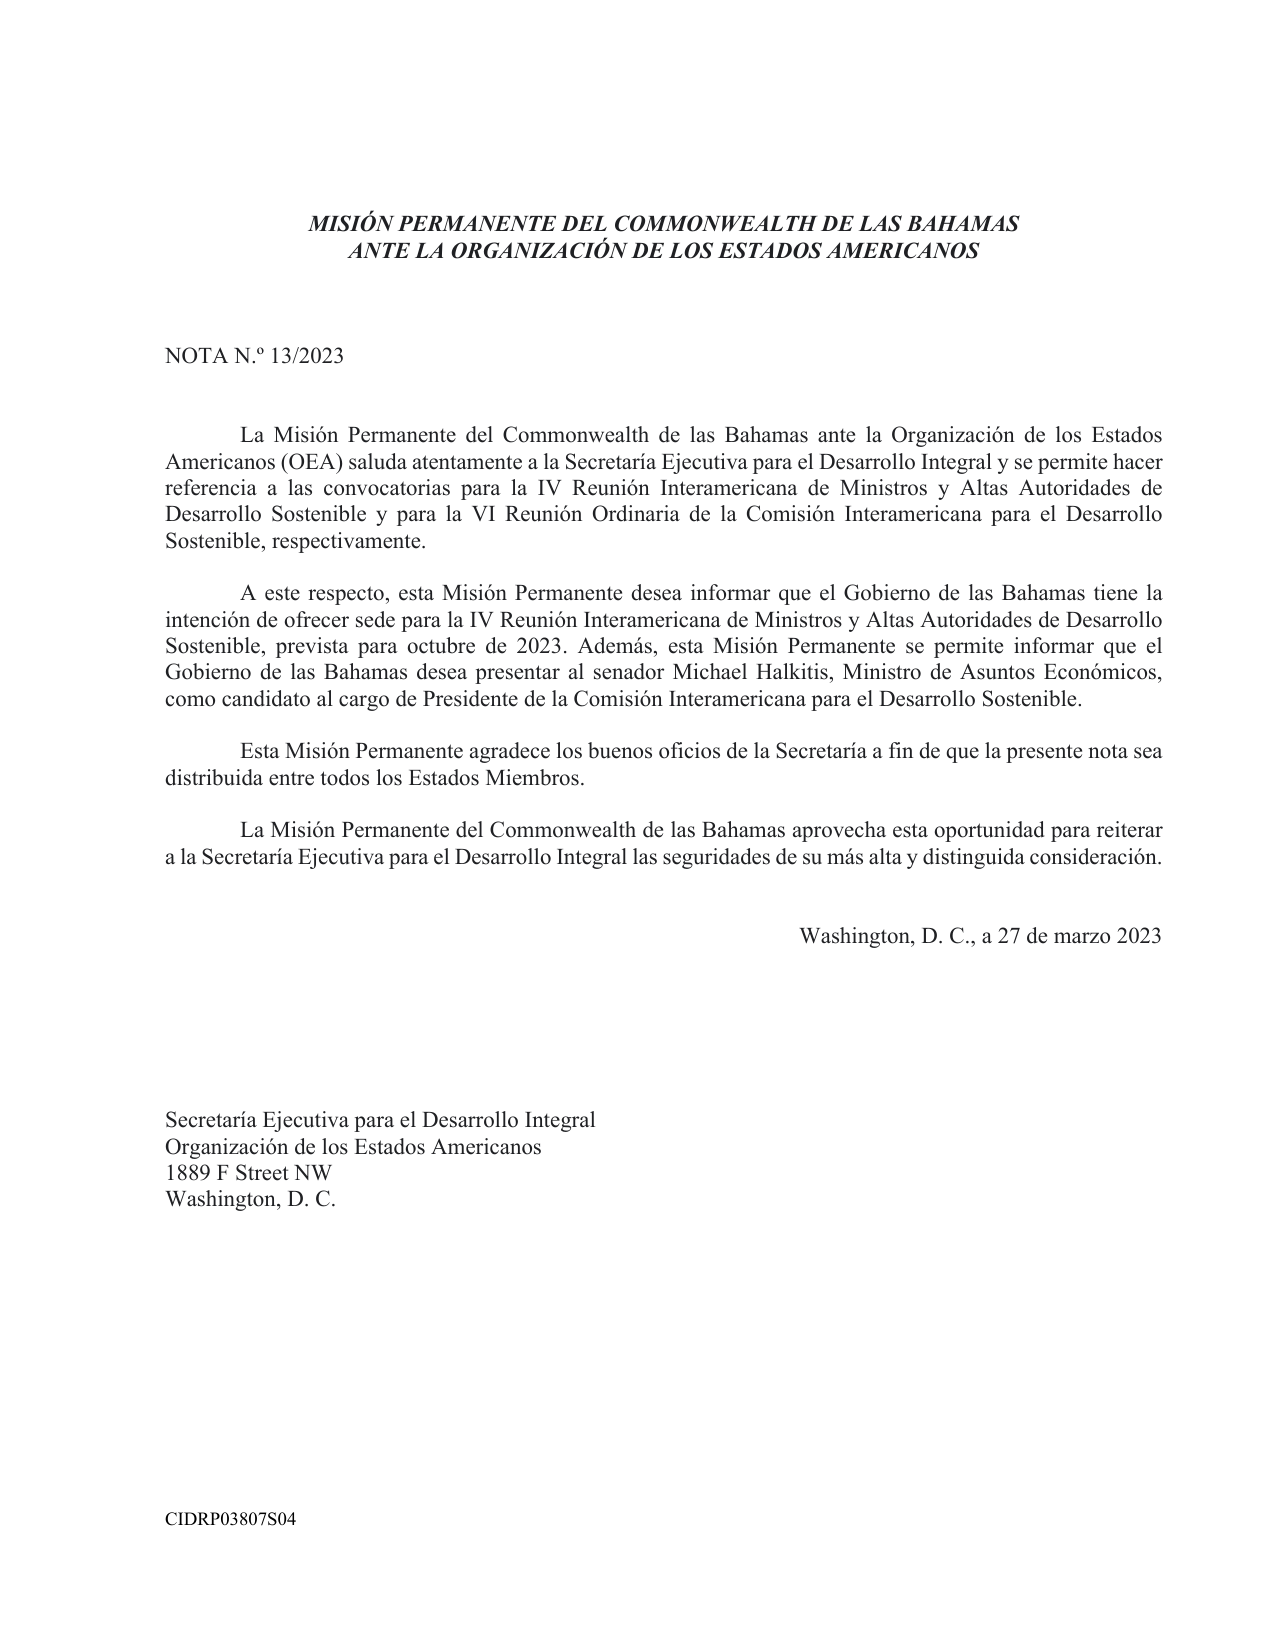 MISIÓN PERMANENTE DEL COMMONWEALTH DE LAS BAHAMAS
ANTE LA ORGANIZACIÓN DE LOS ESTADOS AMERICANOS
NOTA N.º 13/2023
La Misión Permanente del Commonwealth de las Bahamas ante la Organización de los Estados
Americanos (OEA) saluda atentamente a la Secretaría Ejecutiva para el Desarrollo Integral y se permite hacer
referencia a las convocatorias para la IV Reunión Interamericana de Ministros y Altas Autoridades de
Desarrollo Sostenible y para la VI Reunión Ordinaria de la Comisión Interamericana para el Desarrollo
Sostenible, respectivamente.
A este respecto, esta Misión Permanente desea informar que el Gobierno de las Bahamas tiene la
intención de ofrecer sede para la IV Reunión Interamericana de Ministros y Altas Autoridades de Desarrollo
Sostenible, prevista para octubre de 2023. Además, esta Misión Permanente se permite informar que el
Gobierno de las Bahamas desea presentar al senador Michael Halkitis, Ministro de Asuntos Económicos,
como candidato al cargo de Presidente de la Comisión Interamericana para el Desarrollo Sostenible.
Esta Misión Permanente agradece los buenos oficios de la Secretaría a fin de que la presente nota sea
distribuida entre todos los Estados Miembros.
La Misión Permanente del Commonwealth de las Bahamas aprovecha esta oportunidad para reiterar
a la Secretaría Ejecutiva para el Desarrollo Integral las seguridades de su más alta y distinguida consideración.
Washington, D. C., a 27 de marzo 2023
Secretaría Ejecutiva para el Desarrollo Integral
Organización de los Estados Americanos
1889 F Street NW
Washington, D. C.
CIDRP03807S04